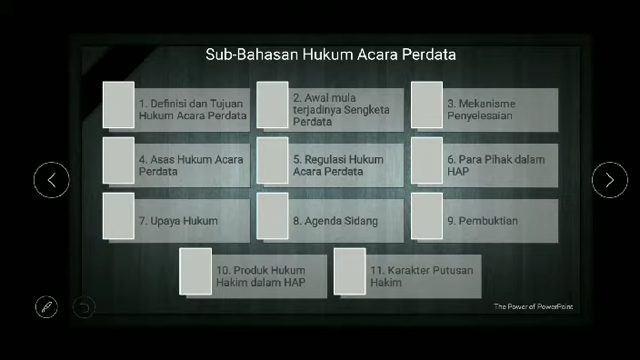 Sub-Bahasan Hukum Acara Perdata
1. Definisi dan Tujuan
Hukum Acara Perdata
2. Awal mula
terjadinya Sengketa
Perdata
3. Mekanisme
Penyelesaian
4. Asas Hukum Acara
Perdata
5. Regulasi Hukum
Acara Perdata
6. Para Pihak dalam
HAP
7. Upaya Hukum
8. Agenda Sidang
9. Pembuktian
10. Produk Hukum
Hakim dalam HAP
11. Karakter Putusan
Hakim
The Power of PowerPoint